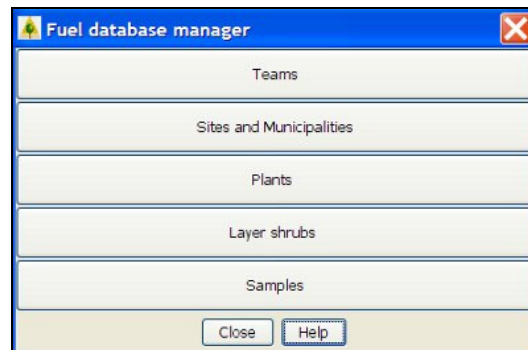 Fuel database manager
Teams
Sites and Municipalities
Plants
Layer shrubs
Samples
Close Help